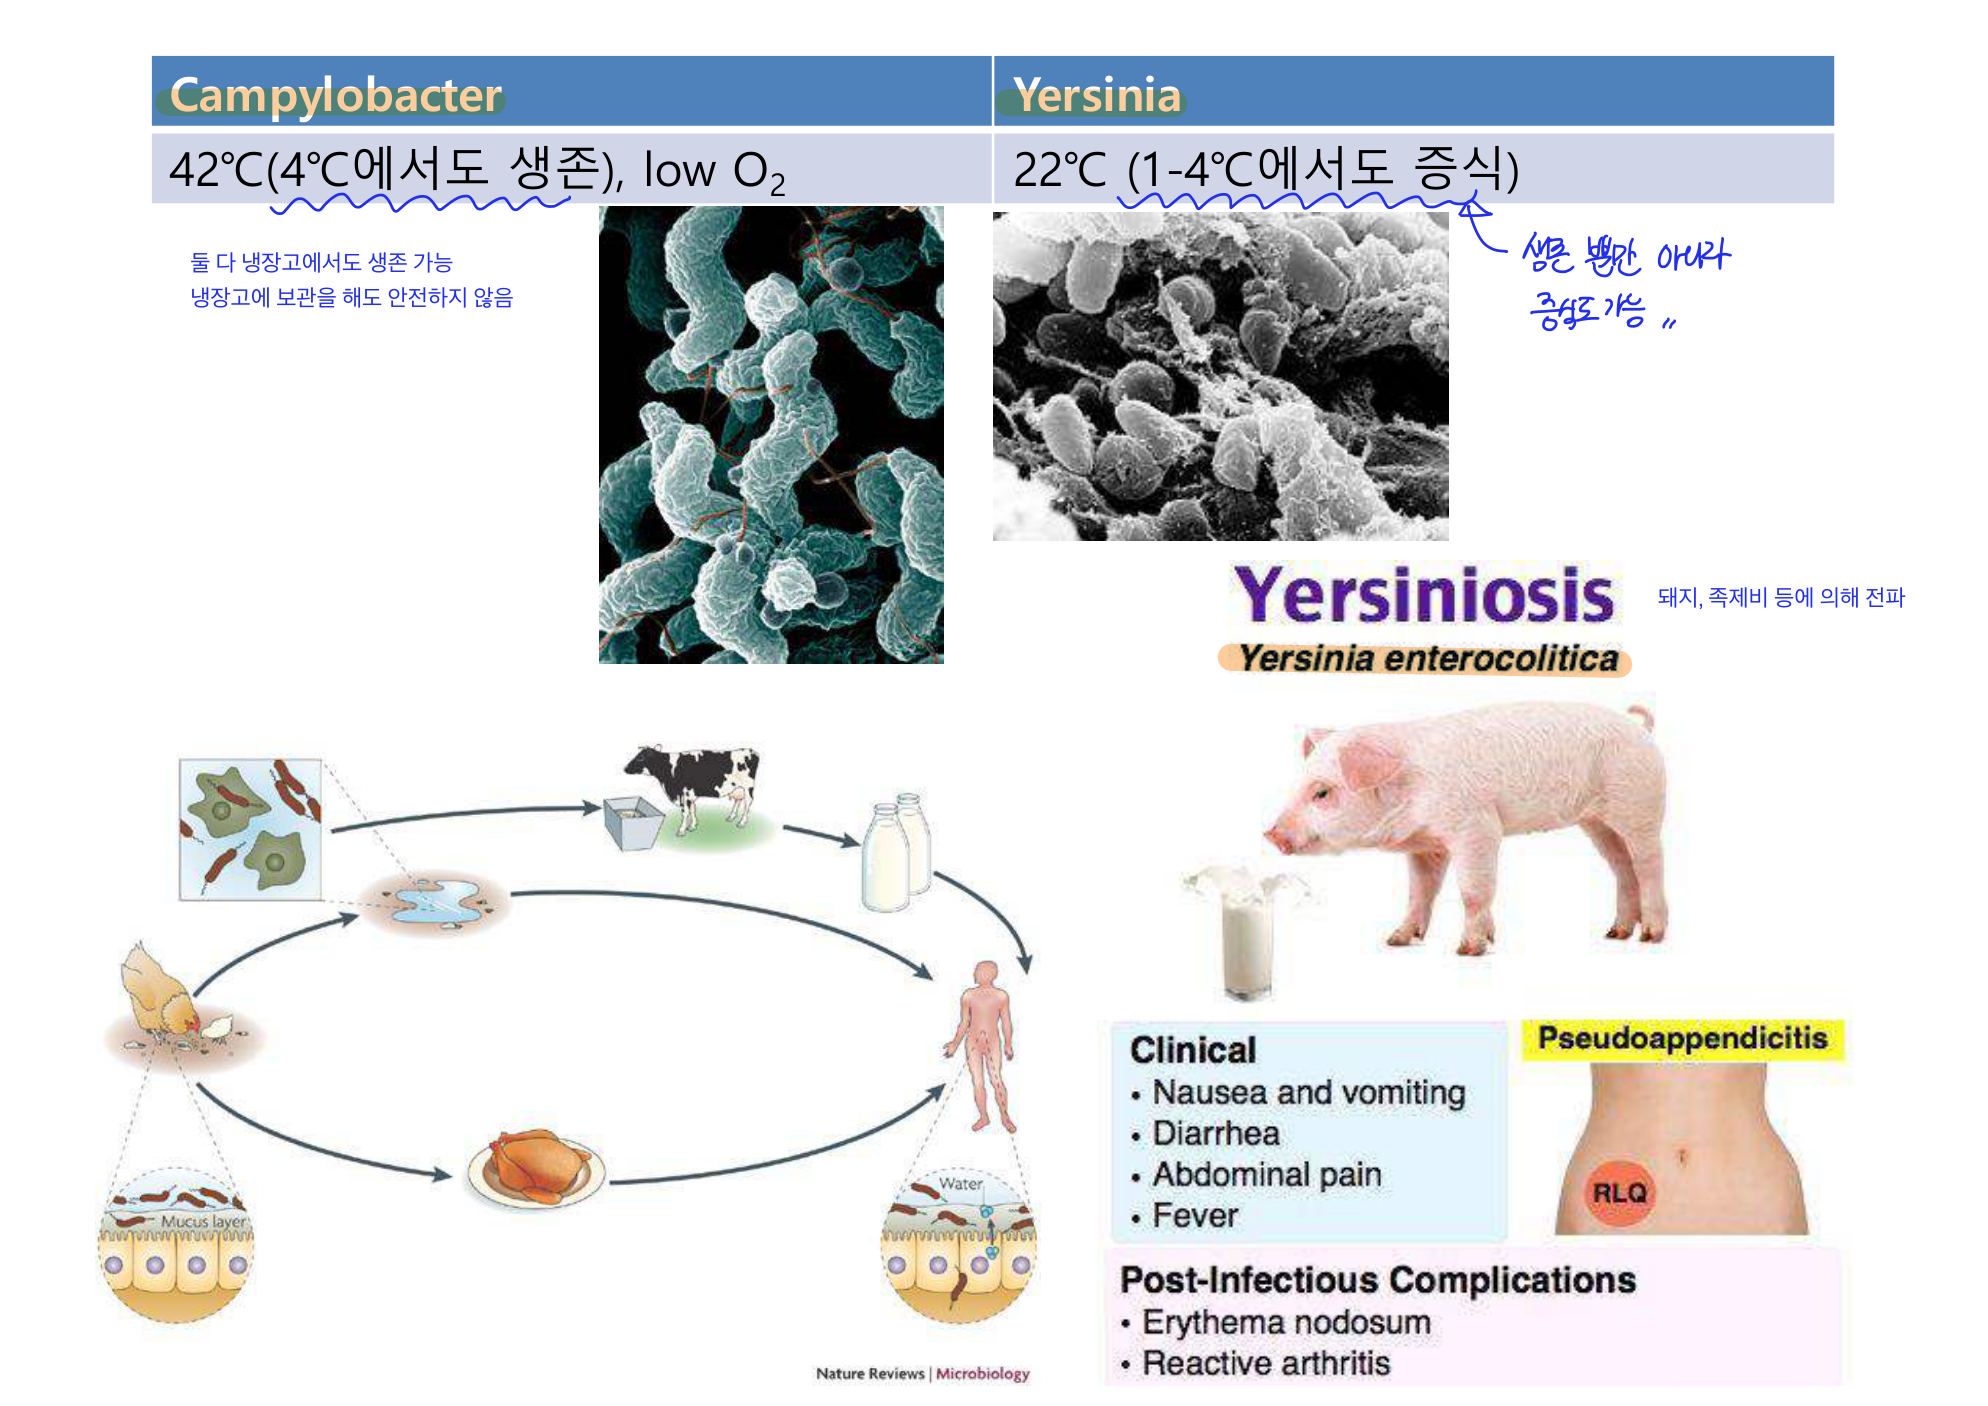 Campylobacter
Yersinia
42℃(4℃에서도 생존), low O₂
22℃ (1-4℃에서도 증식)
둘 다 냉장고에서도 생존 가능
냉장고에 보관을 해도 안전하지 않음
생존 뿐만 아니라
증식도 가능 〃
Yersiniosis
돼지, 족제비 등에 의해 전파
Yersinia enterocolitica
Mucus layer
Water
Nature Reviews | Microbiology
Clinical
• Nausea and vomiting
• Diarrhea
• Abdominal pain
• Fever
Pseudoappendicitis
RLQ
Post-Infectious Complications
• Erythema nodosum
• Reactive arthritis